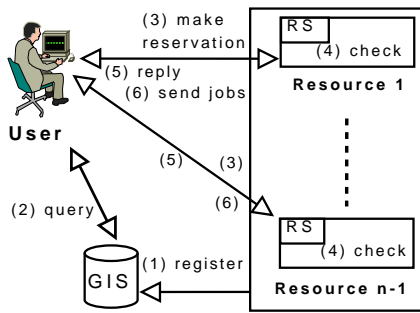 (3) make
reservation
RS
(4) check
Resource 1
(5) reply
(6) send jobs
User
(5)
(3)
(6)
(2) query
RS
(4) check
Resource n-1
GIS
(1) register